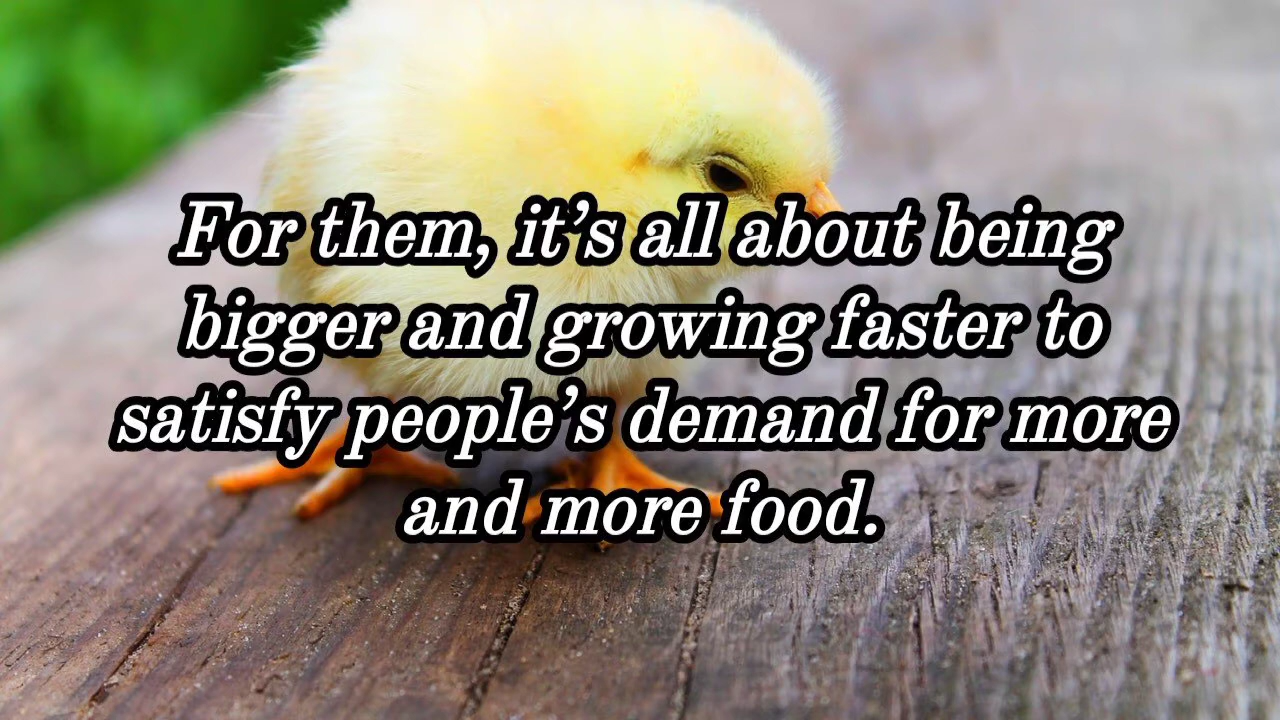 For them, it’s all about being
bigger and growing faster to
satisfy people’s demand for more
and more food.